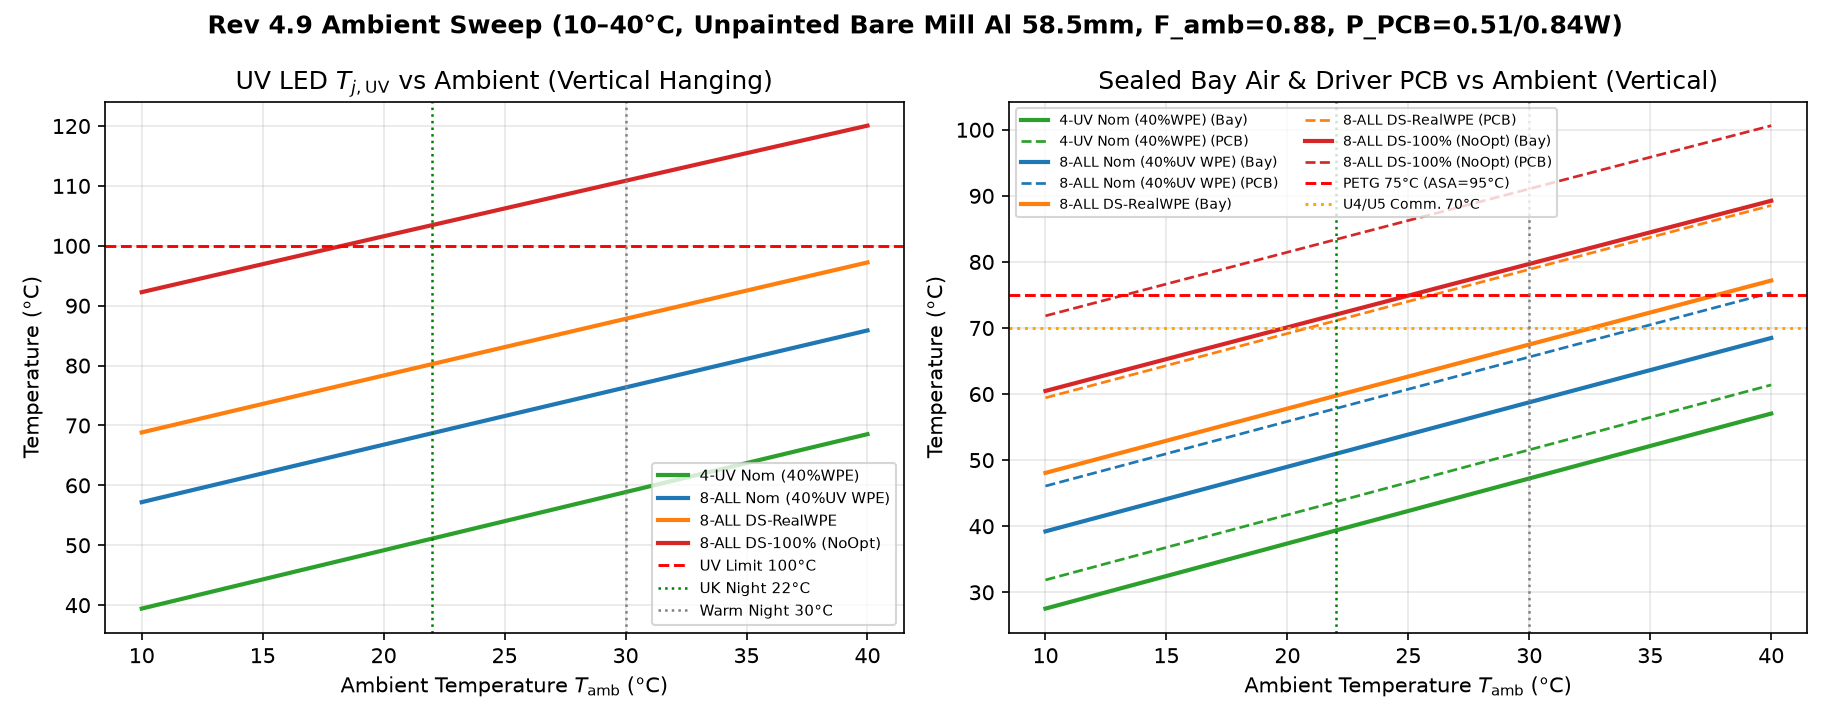 Rev 4.9 Ambient Sweep (10–40°C, Unpainted Bare Mill Al 58.5mm, F_amb=0.88, P_PCB=0.51/0.84W)
UV LED Tj, UV vs Ambient (Vertical Hanging)
120
110
100
90
80
70
60
50
40
Temperature (°C)
4-UV Nom (40%WPE)
8-ALL Nom (40%UV WPE)
8-ALL DS-RealWPE
8-ALL DS-100% (NoOpt)
UV Limit 100°C
UK Night 22°C
Warm Night 30°C
10 15 20 25 30 35 40
Ambient Temperature Tamb (°C)
Sealed Bay Air & Driver PCB vs Ambient (Vertical)
100
90
80
70
60
50
40
30
Temperature (°C)
4-UV Nom (40%WPE) (Bay)
4-UV Nom (40%WPE) (PCB)
8-ALL Nom (40%UV WPE) (Bay)
8-ALL Nom (40%UV WPE) (PCB)
8-ALL DS-RealWPE (Bay)
8-ALL DS-RealWPE (PCB)
8-ALL DS-100% (NoOpt) (Bay)
8-ALL DS-100% (NoOpt) (PCB)
PETG 75°C (ASA=95°C)
U4/U5 Comm. 70°C
10 15 20 25 30 35 40
Ambient Temperature Tamb (°C)